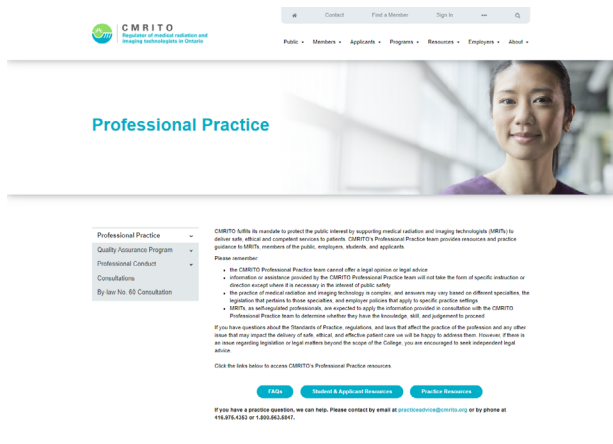 Contact Find a Member Sign In •••
CMRITO
Regulator of medical radiation and
imaging technologists in Ontario
Public Members Applicants Programs Resources Employers About
Professional Practice
Professional Practice
Quality Assurance Program
Professional Conduct
Consultations
By-law No. 60 Consultation
CMRITO fulfils its mandate to protect the public interest by supporting medical radiation and imaging technologists (MRITs) to
deliver safe, ethical and competent services to patients. CMRITO's Professional Practice team provides resources and practice
guidance to MRITs, members of the public, employers, students, and applicants.
Please remember:
• the CMRITO Professional Practice team cannot offer a legal opinion or legal advice
• information or assistance provided by the CMRITO Professional Practice team will not take the form of specific instruction or
direction except where it is necessary in the interest of public safety
• the practice of medical radiation and imaging technology is complex, and answers may vary based on different specialties, the
legislation that pertains to those specialties, and employer policies that apply to specific practice settings
• MRITs, as self-regulated professionals, are expected to apply the information provided in consultation with the CMRITO
Professional Practice team to determine whether they have the knowledge, skill, and judgement to proceed
If you have questions about the Standards of Practice, regulations, and laws that affect the practice of the profession and any other
issue that may impact the delivery of safe, ethical, and effective patient care we will be happy to address them. However, if there is
an issue regarding legislation or legal matters beyond the scope of the College, you are encouraged to seek independent legal
advice.
Click the links below to access CMRITO's Professional Practice resources.
FAQs Student & Applicant Resources Practice Resources
If you have a practice question, we can help. Please contact by email at practiceadvice@cmrito.org or by phone at
416.975.4353 or 1.800.563.5847.